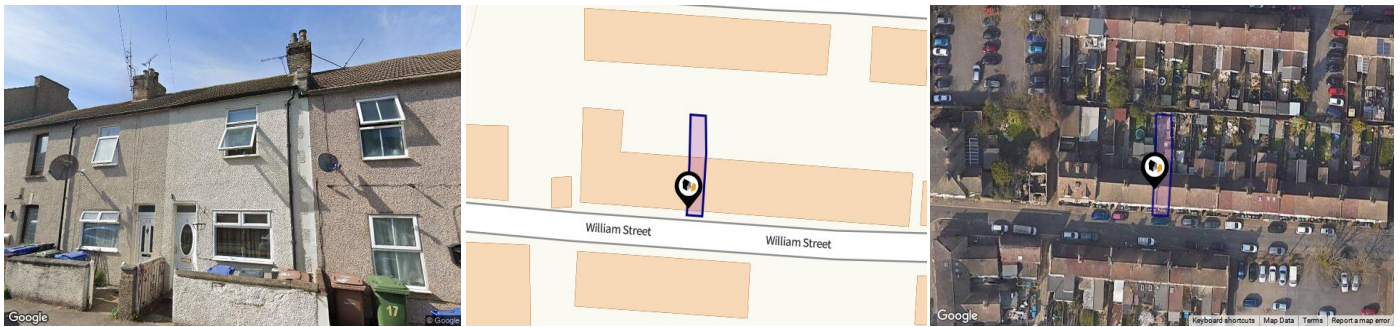 17
Google
© Google
William Street
William Street
Google
Keyboard shortcuts
Map Data
Terms
Report a map error